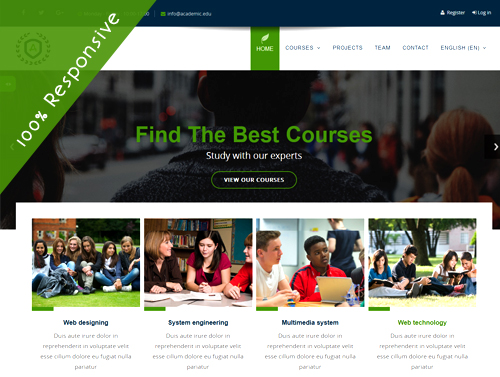 info@academic.edu
Register
Log in
100% Responsive
HOME
COURSES
PROJECTS
TEAM
CONTACT
ENGLISH (EN)
Find The Best Courses
Study with our experts
VIEW OUR COURSES
Web designing
System engineering
Multimedia system
Web technology
Duis aute irure dolor in
reprehenderit in voluptate velit
esse cillum dolore eu fugiat nulla
pariatur
Duis aute irure dolor in
reprehenderit in voluptate velit
esse cillum dolore eu fugiat nulla
pariatur
Duis aute irure dolor in
reprehenderit in voluptate velit
esse cillum dolore eu fugiat nulla
pariatur
Duis aute irure dolor in
reprehenderit in voluptate velit
esse cillum dolore eu fugiat nulla
pariatur